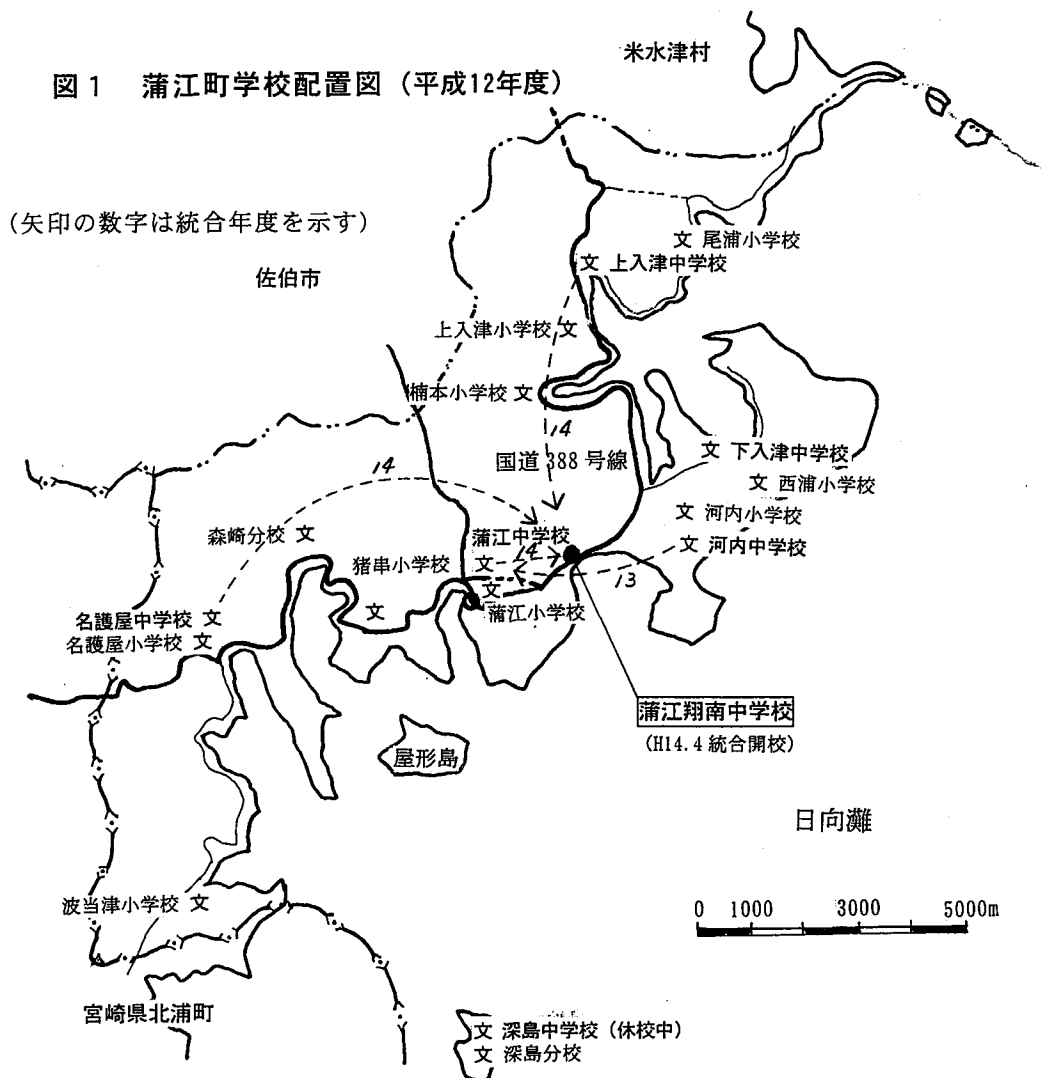 米水津村
図1 蒲江町学校配置図（平成12年度）
（矢印の数字は統合年度を示す）
佐伯市
文 尾浦小学校
文 上入津中学校
上入津小学校 文
楠本小学校 文
14
国道388号線
文 下入津中学校
文 西浦小学校
14
文 河内小学校
森崎分校 文
蒲江中学校
文 河内中学校
猪串小学校
文
14
13
文
文
蒲江小学校
名護屋中学校 文
名護屋小学校 文
蒲江翔南中学校
（H14.4統合開校）
屋形島
日向灘
波当津小学校 文
0 1000 3000 5000m
宮崎県北浦町
文 深島中学校（休校中）
文 深島分校